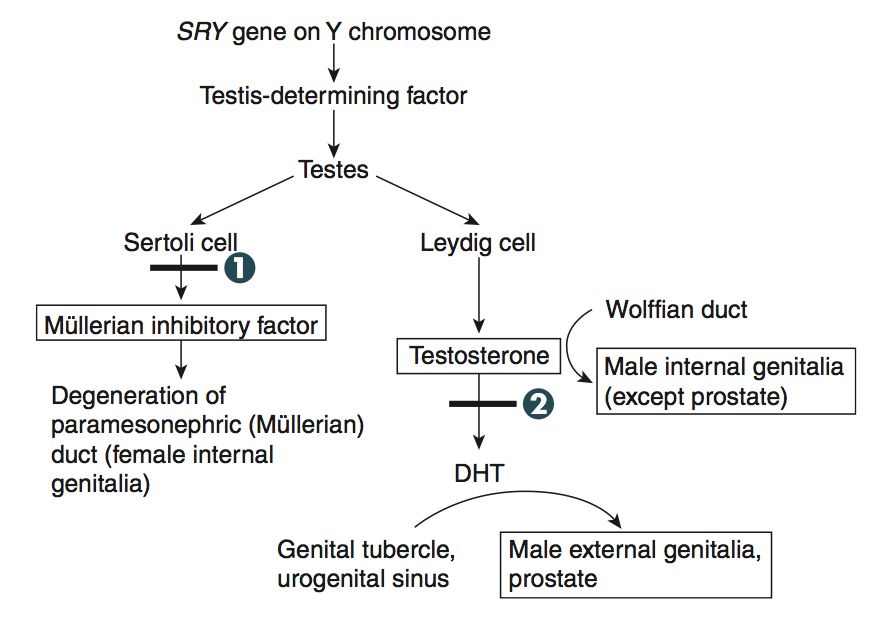 SRY gene on Y chromosome
Testis-determining factor
Testes
Sertoli cell
Leydig cell
1
Müllerian inhibitory factor
Wolffian duct
Testosterone
Male internal genitalia
(except prostate)
Degeneration of
paramesonephric (Müllerian)
duct (female internal
genitalia)
2
DHT
Genital tubercle,
urogenital sinus
Male external genitalia,
prostate